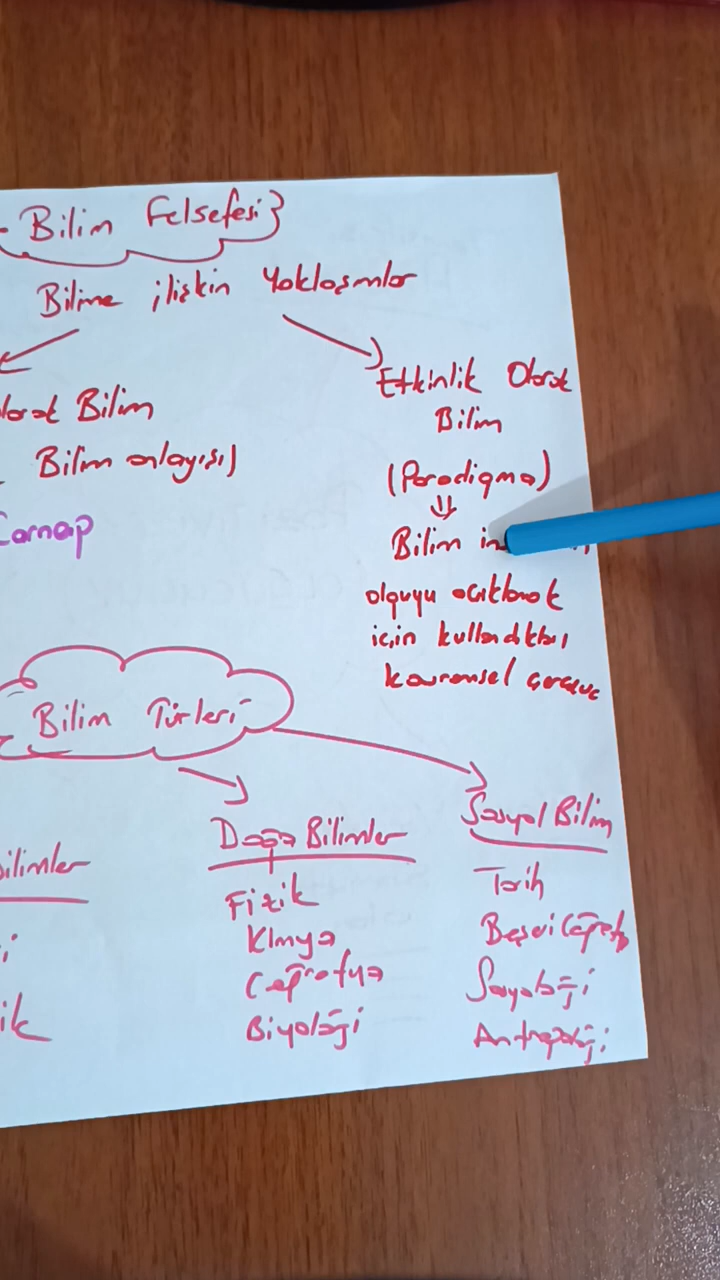 Bilim Felsefesi
Bilime ilişkin Yaklaşımlar
Bilim
Bilim anlayışı)
Carnap
Etkinlik Olarak
Bilim
(Paradigma)
Bilim
olguyu açıklamak
için kullandıkları
kavramsal çerçeve
Bilim Türleri
Doğa Bilimler
Fizik
Kimya
Coğrafya
Biyoloji
Sosyal Bilim
Tarih
Beşeri Coğrafya
Sosyoloji
Antropoloji